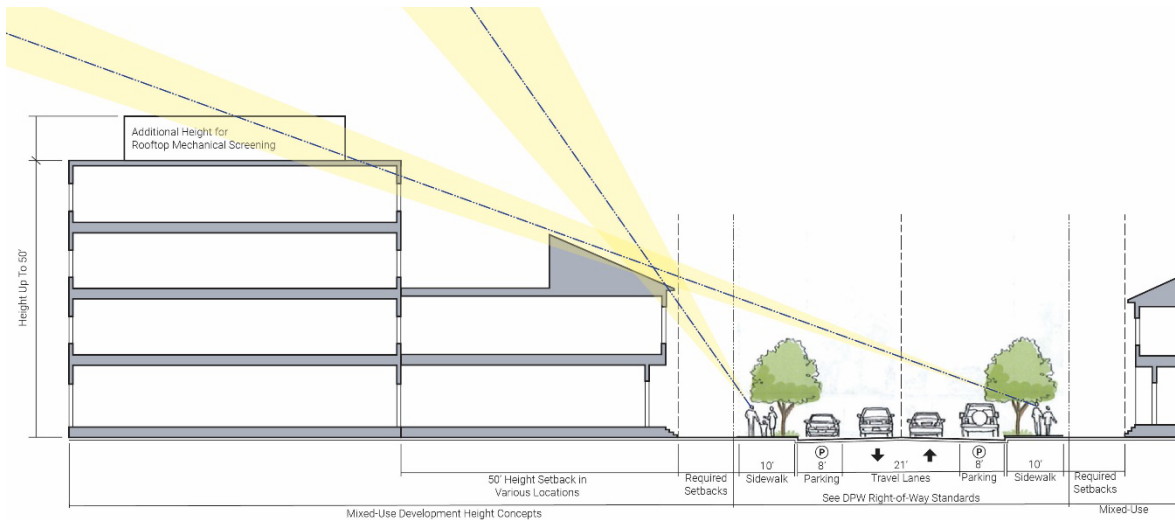 Additional Height for
Rooftop Mechanical Screening
Height Up To 50'
P
P
10'
8'
21'
8'
10'
50' Height Setback in
Various Locations
Required
Setbacks
Sidewalk
Parking
Travel Lanes
Parking
Sidewalk
Required
Setbacks
See DPW Right-of-Way Standards
Mixed-Use Development Height Concepts
Mixed-Use